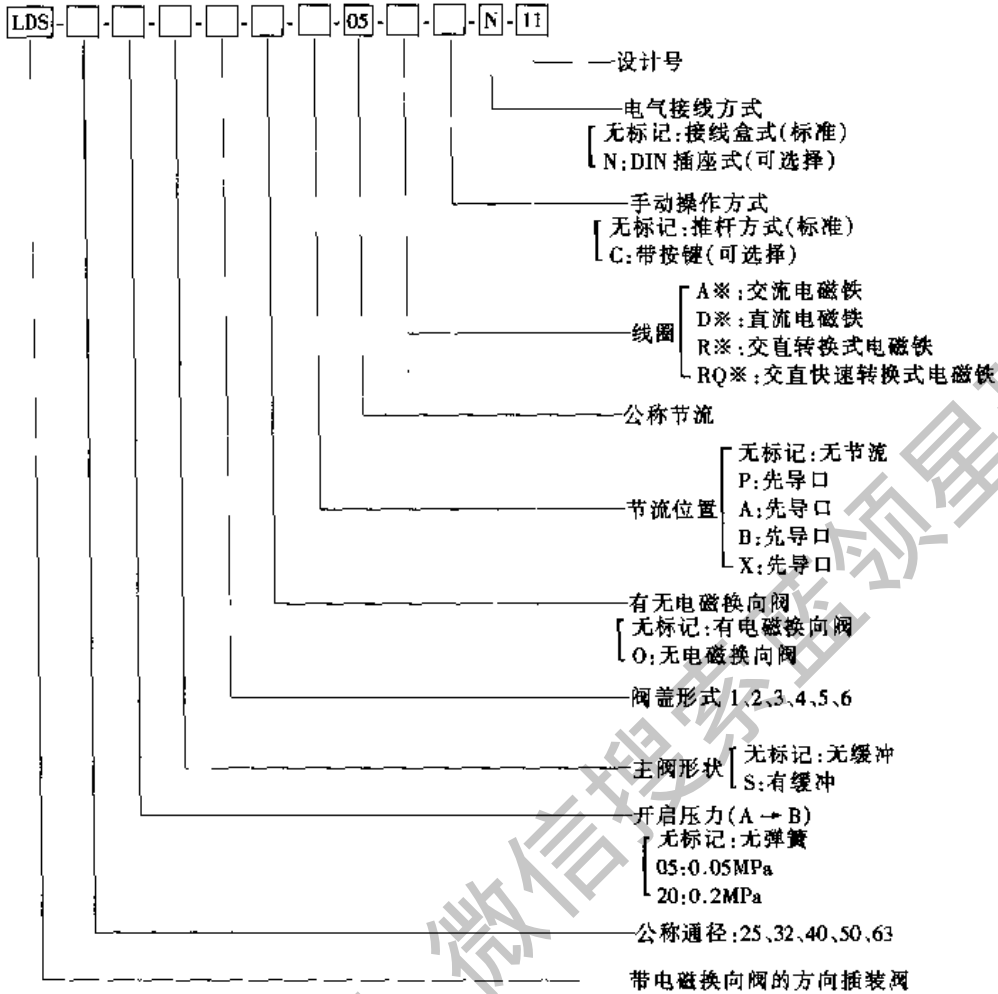 LDS-□-□-□-□-□-□-05-□-□-N-11
设计号
电气接线方式
无标记:接线盒式(标准)
N:DIN 插座式(可选择)
手动操作方式
无标记:推杆方式(标准)
C:带按键(可选择)
A※:交流电磁铁
D※:直流电磁铁
线圈
R※:交直转换式电磁铁
RQ※:交直快速转换式电磁铁
公称节流
无标记:无节流
P:先导口
节流位置
A:先导口
B:先导口
X:先导口
有无电磁换向阀
无标记:有电磁换向阀
O:无电磁换向阀
阀盖形式 1、2、3、4、5、6
主阀形状
无标记:无缓冲
S:有缓冲
开启压力(A→B)
无标记:无弹簧
05:0.05MPa
20:0.2MPa
公称通径:25、32、40、50、63
带电磁换向阀的方向插装阀
微信搜索蓝领星